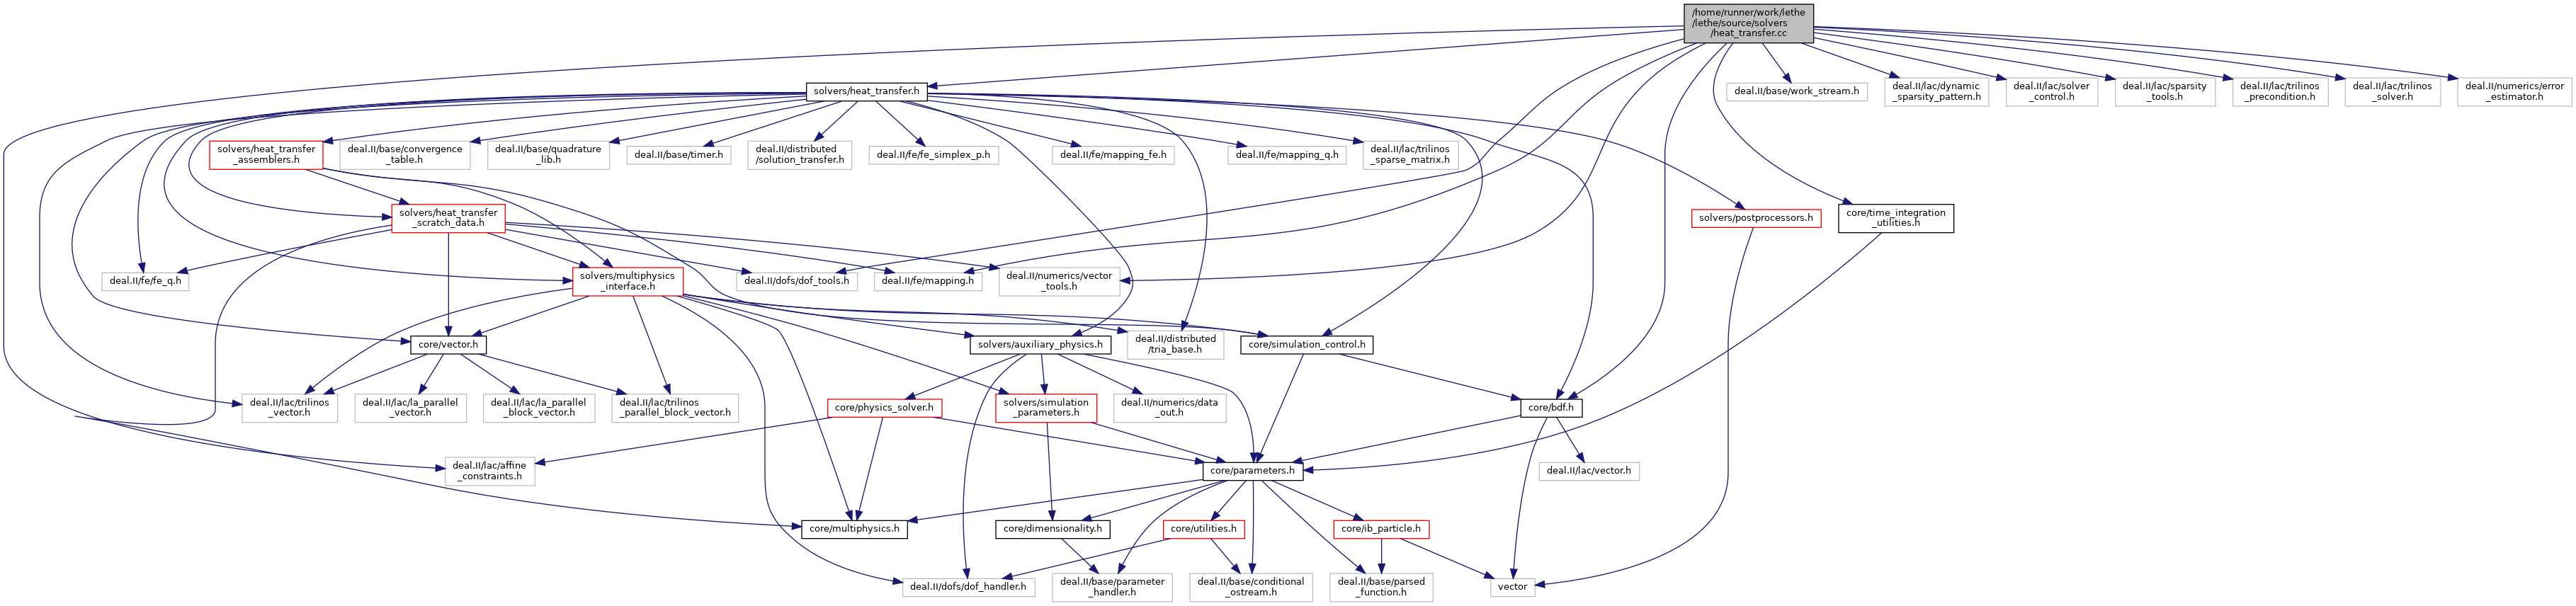 /home/runner/work/lethe
/lethe/source/solvers
/heat_transfer.cc
solvers/heat_transfer.h
deal.II/base/work_stream.h
deal.II/lac/dynamic
_sparsity_pattern.h
deal.II/lac/solver
_control.h
deal.II/lac/sparsity
_tools.h
deal.II/lac/trilinos
_precondition.h
deal.II/lac/trilinos
_solver.h
deal.II/numerics/error
_estimator.h
solvers/heat_transfer
_assemblers.h
deal.II/base/convergence
_table.h
deal.II/base/quadrature
_lib.h
deal.II/base/timer.h
deal.II/distributed
/solution_transfer.h
deal.II/fe/fe_simplex_p.h
deal.II/fe/mapping_fe.h
deal.II/fe/mapping_q.h
deal.II/lac/trilinos
_sparse_matrix.h
solvers/heat_transfer
_scratch_data.h
solvers/postprocessors.h
core/time_integration
_utilities.h
deal.II/fe/fe_q.h
solvers/multiphysics
_interface.h
deal.II/dofs/dof_tools.h
deal.II/fe/mapping.h
deal.II/numerics/vector
_tools.h
core/vector.h
solvers/auxiliary_physics.h
deal.II/distributed
/tria_base.h
core/simulation_control.h
deal.II/lac/trilinos
_vector.h
deal.II/lac/la_parallel
_vector.h
deal.II/lac/la_parallel
_block_vector.h
deal.II/lac/trilinos
_parallel_block_vector.h
core/physics_solver.h
solvers/simulation
_parameters.h
deal.II/numerics/data
_out.h
core/bdf.h
deal.II/lac/affine
_constraints.h
core/parameters.h
deal.II/lac/vector.h
core/multiphysics.h
core/dimensionality.h
core/utilities.h
core/ib_particle.h
deal.II/dofs/dof_handler.h
deal.II/base/parameter
_handler.h
deal.II/base/conditional
_ostream.h
deal.II/base/parsed
_function.h
vector